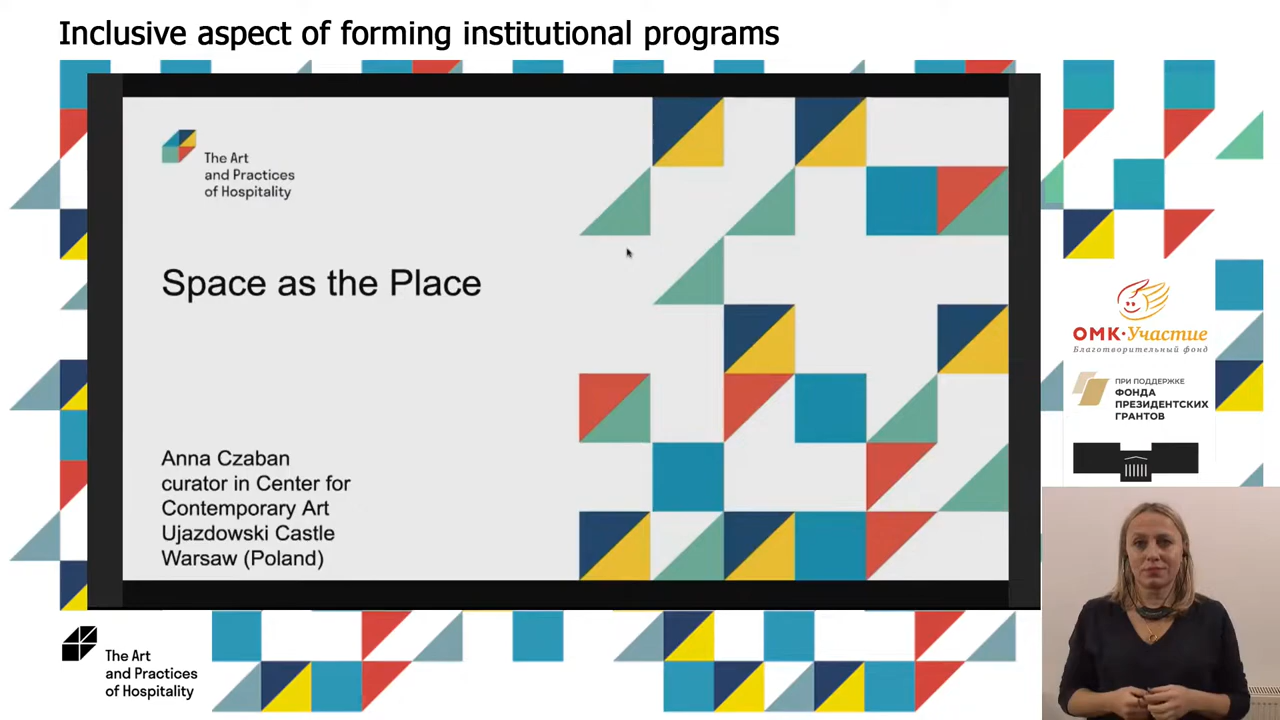 Inclusive aspect of forming institutional programs
The Art
and Practices
of Hospitality
Space as the Place
Anna Czaban
curator in Center for
Contemporary Art
Ujazdowski Castle
Warsaw (Poland)
ОМК·Участие
Благотворительный фонд
ПРИ ПОДДЕРЖКЕ
ФОНДА
ПРЕЗИДЕНТСКИХ
ГРАНТОВ
The Art
and Practices
of Hospitality